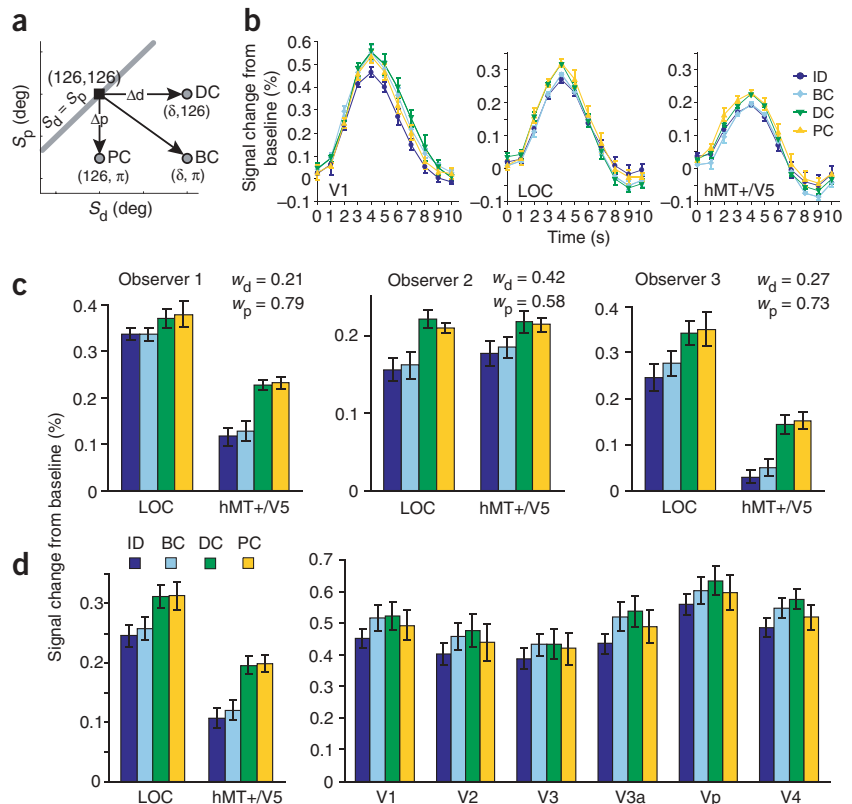 a
S_p (deg)
(126,126)
S_d = S_p
Δd
DC
(δ,126)
Δp
PC
(126, π)
BC
(δ, π)
S_d (deg)
b
Signal change from
baseline (%)
0.6
0.5
0.4
0.3
0.2
0.1
0
−0.1
V1
0 1 2 3 4 5 6 7 8 9 10
0.3
0.2
0.1
0
−0.1
LOC
0 1 2 3 4 5 6 7 8 9 10
0.3
0.2
0.1
0
−0.1
hMT+/V5
0 1 2 3 4 5 6 7 8 9 10
ID
BC
DC
PC
Time (s)
c
Signal change from baseline (%)
Observer 1
w_d = 0.21
w_p = 0.79
0.4
0.3
0.2
0.1
0
LOC hMT+/V5
Observer 2
w_d = 0.42
w_p = 0.58
0.2
0.1
0
LOC hMT+/V5
Observer 3
w_d = 0.27
w_p = 0.73
0.4
0.3
0.2
0.1
0
LOC hMT+/V5
d
ID BC DC PC
0.3
0.2
0.1
0
LOC hMT+/V5
0.7
0.6
0.5
0.4
0.3
0.2
0.1
0
V1 V2 V3 V3a Vp V4